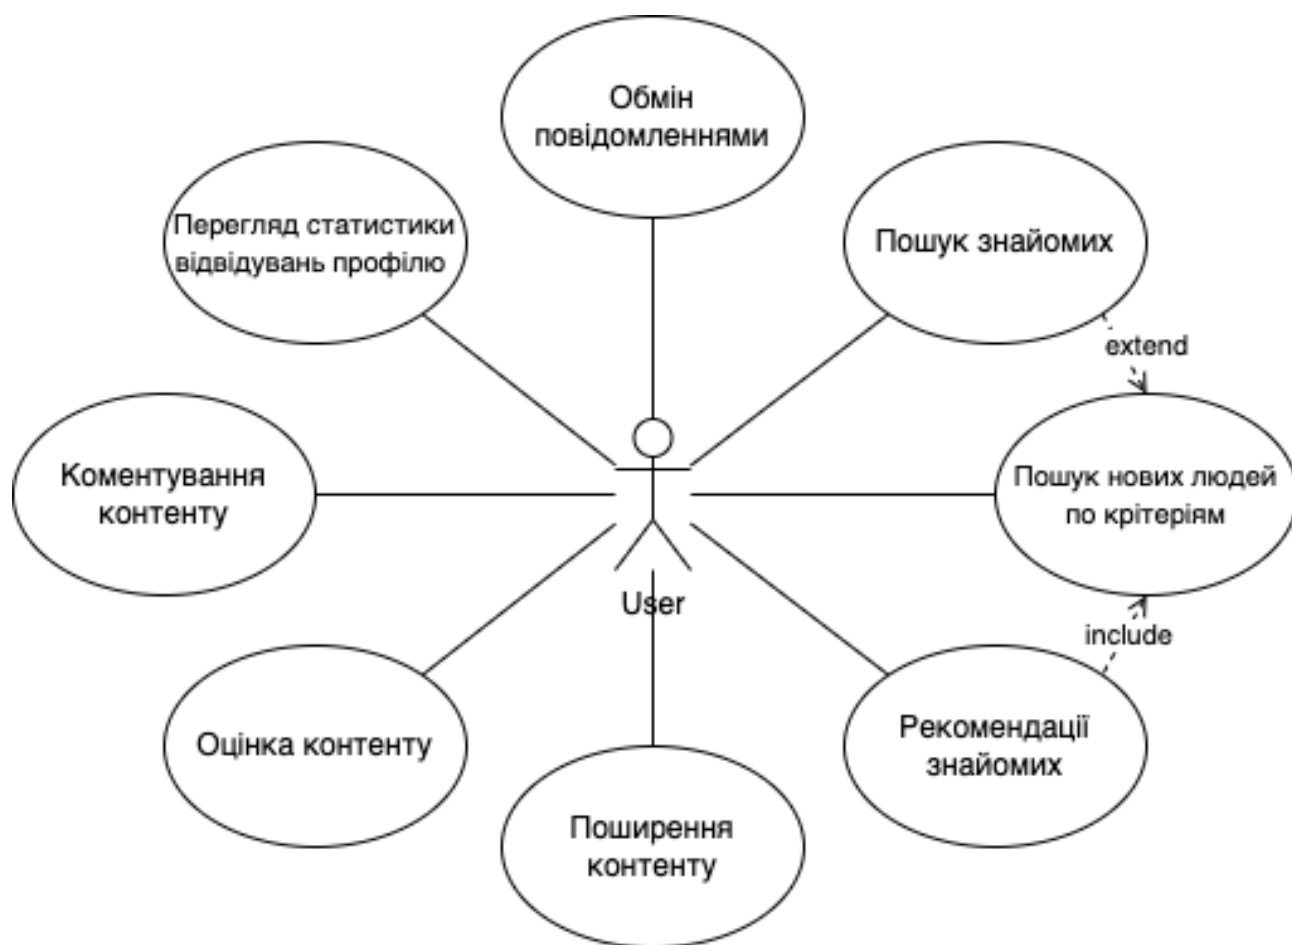 Обмін
повідомленнями
Перегляд статистики
відвідувань профілю
Пошук знайомих
extend
Коментування
контенту
Пошук нових людей
по крітеріям
User
include
Оцінка контенту
Рекомендації
знайомих
Поширення
контенту